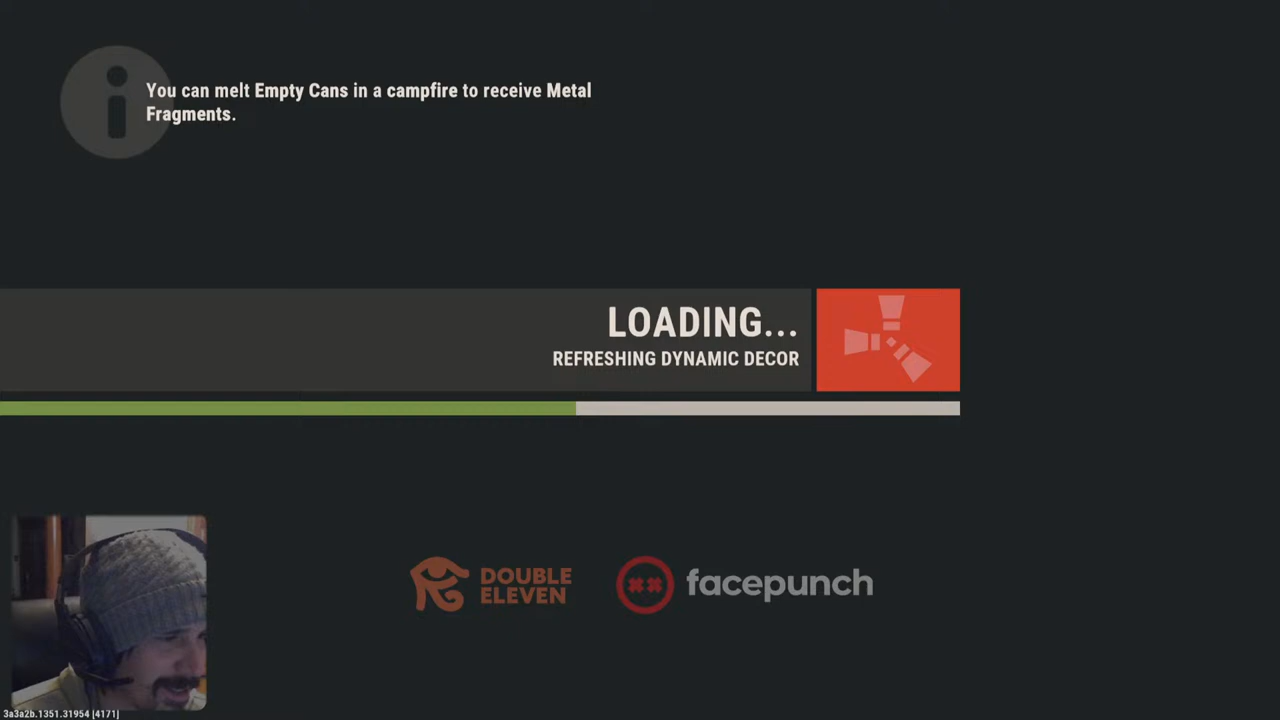 You can melt Empty Cans in a campfire to receive Metal
Fragments.
LOADING...
REFRESHING DYNAMIC DECOR
DOUBLE
ELEVEN
facepunch
3a3a2b.1351.31954 [4171]